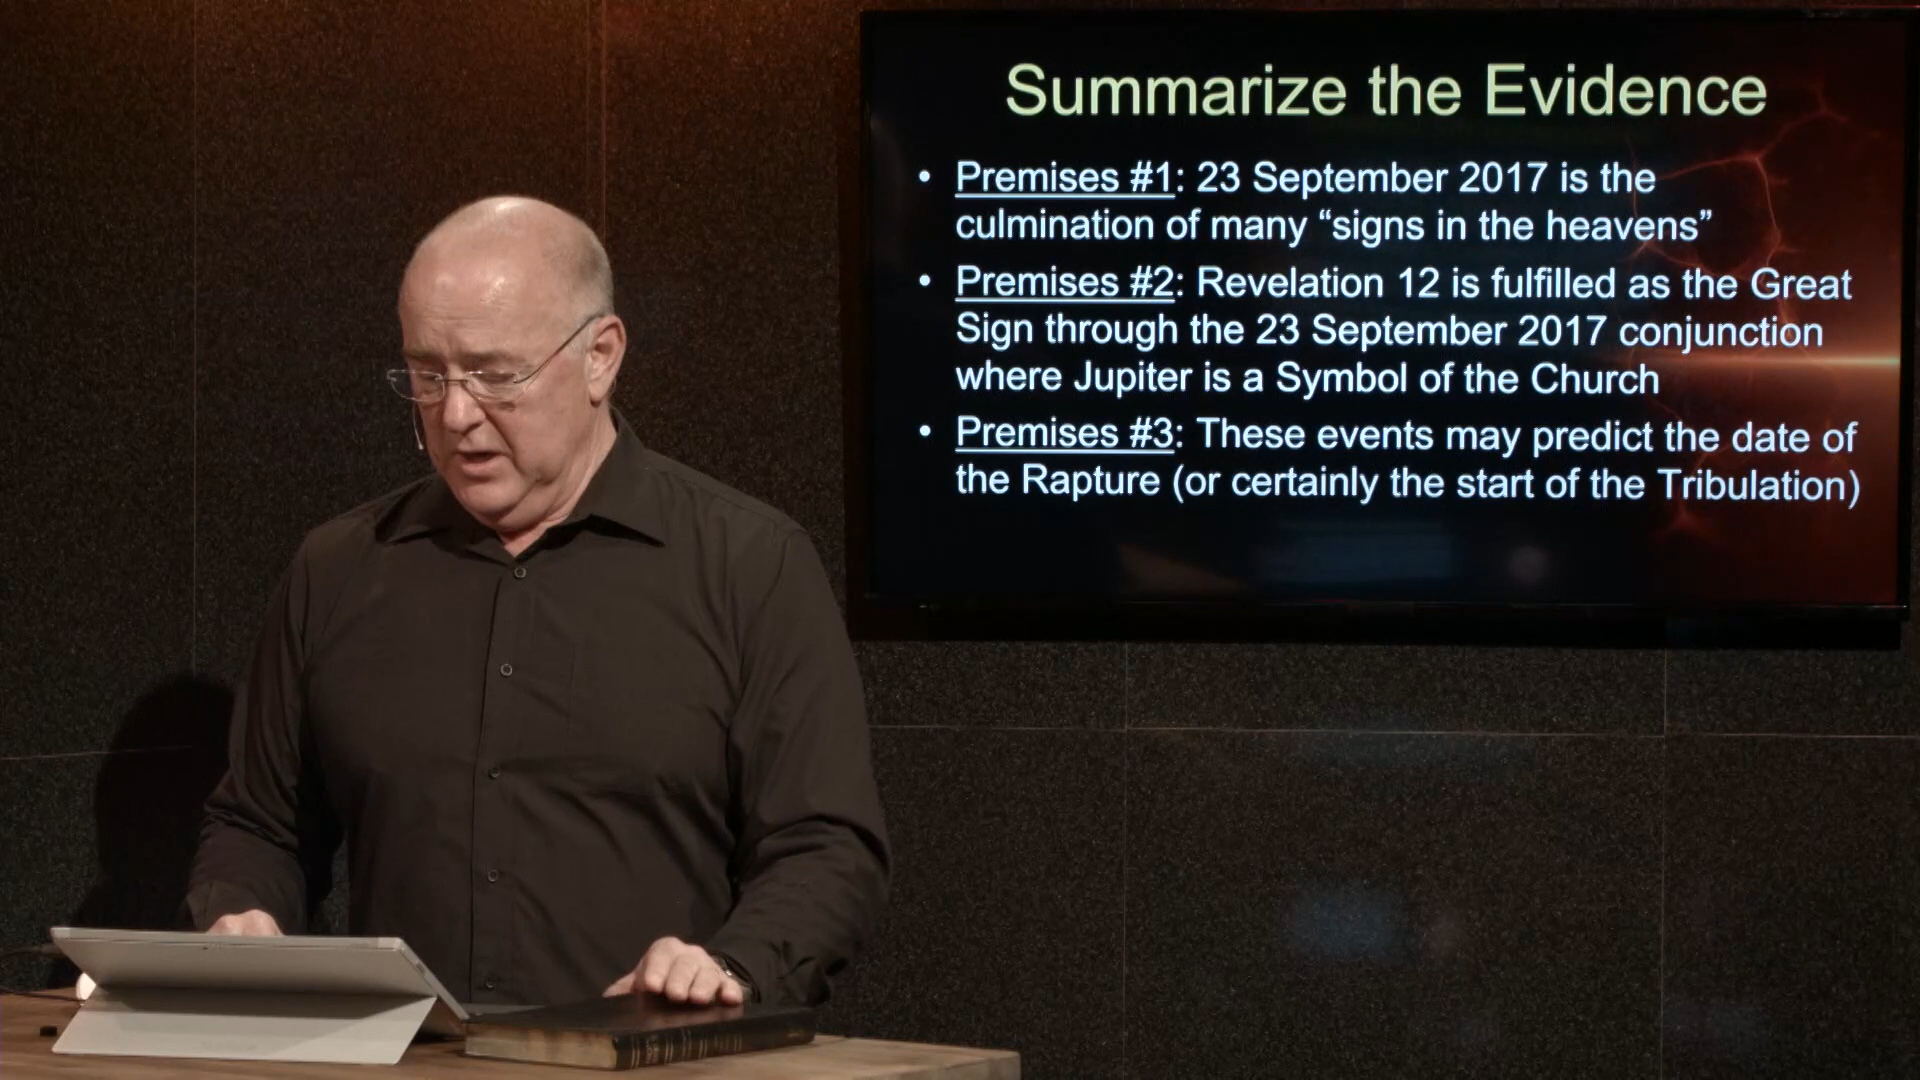 Summarize the Evidence
• Premises #1: 23 September 2017 is the
culmination of many “signs in the heavens”
• Premises #2: Revelation 12 is fulfilled as the Great
Sign through the 23 September 2017 conjunction
where Jupiter is a Symbol of the Church
• Premises #3: These events may predict the date of
the Rapture (or certainly the start of the Tribulation)